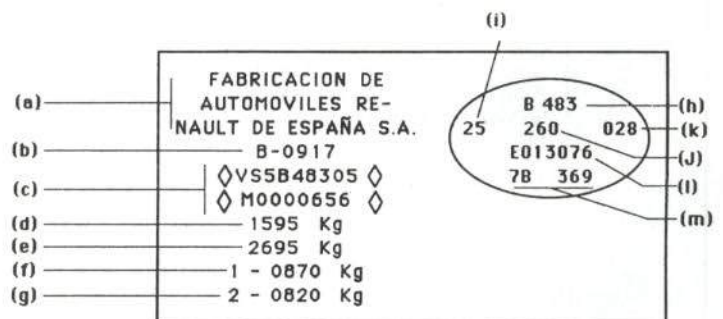 (i)
(a) FABRICACION DE
AUTOMOVILES RE-
NAULT DE ESPAÑA S.A.
(b) B-0917
(c) ◊VS5B48305 ◊
◊ M0000656 ◊
(d) 1595 Kg
(e) 2695 Kg
(f) 1 - 0870 Kg
(g) 2 - 0820 Kg
B 483 (h)
25 260 028 (k)
(J)
E013076 (l)
7B 369 (m)